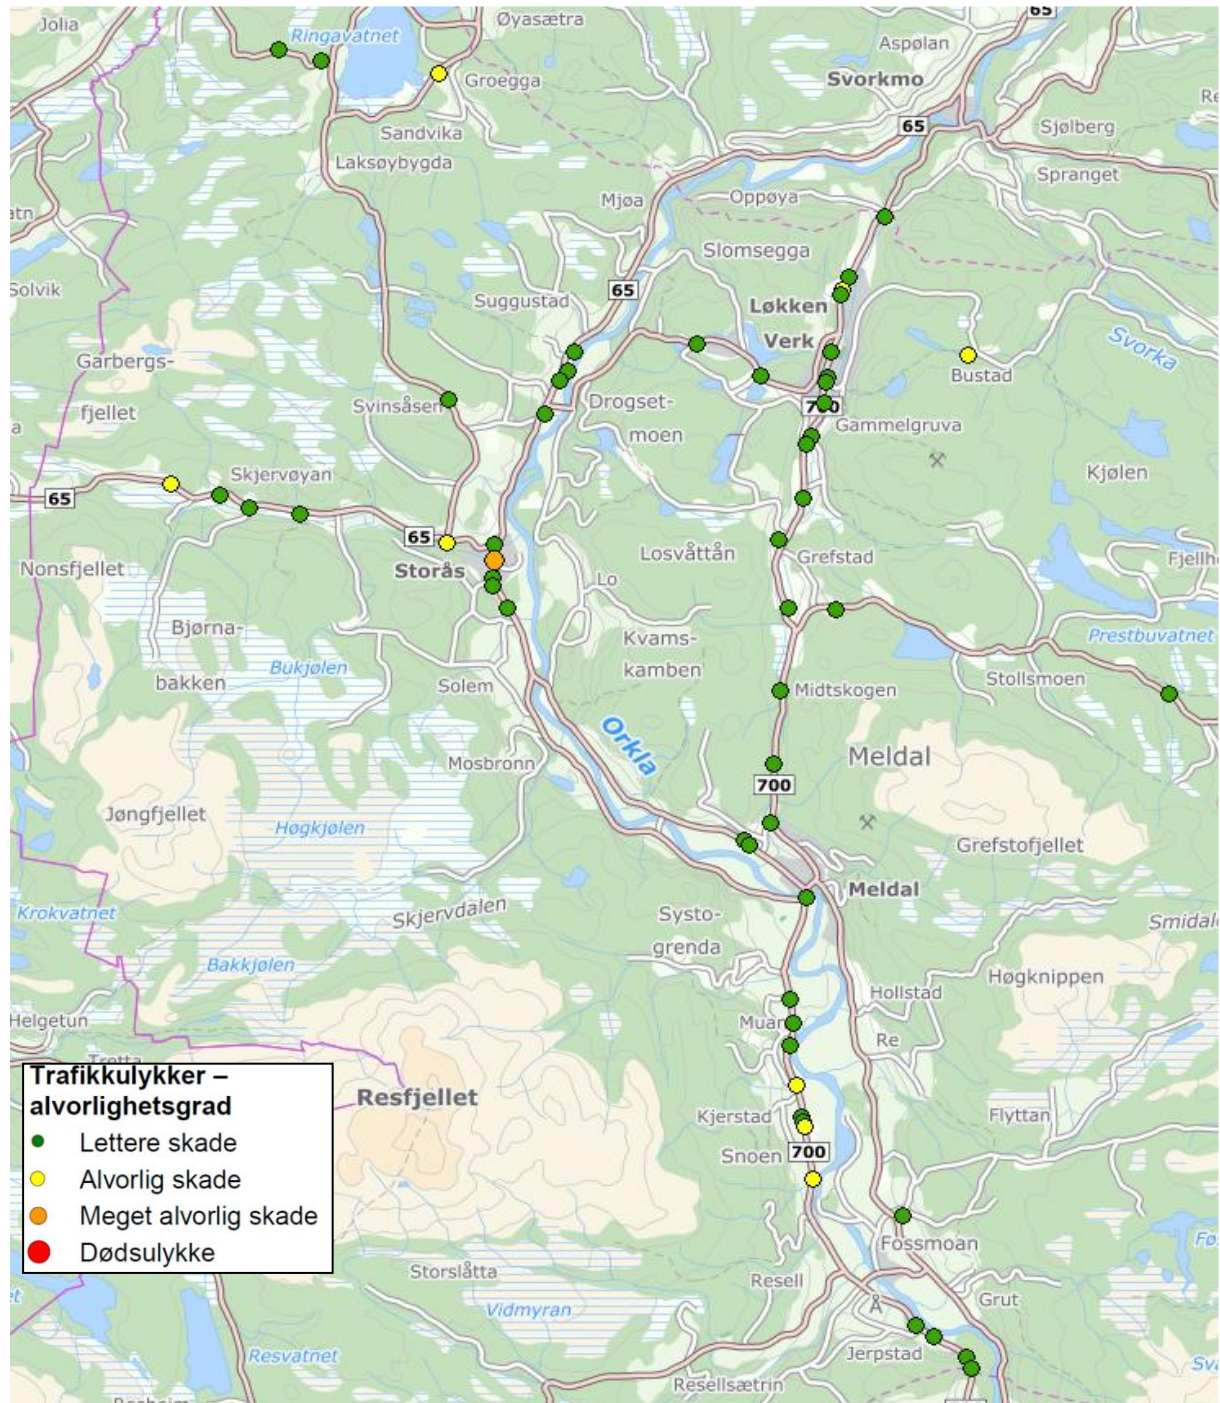 Jolia
Øyasætra
65
Ringavatnet
Aspølan
Svorkmo
Groegga
65
Sjølberg
Sandvika
Laksøybygda
Spranget
Mjøa
Oppøya
Slomsegga
Solvik
65
Suggustad
Løkken
Verk
Svorka
Garbergs-
fjellet
Bustad
Svinsåsen
Drogset-
moen
700
Gammelgruva
Skjervøyan
Kjølen
65
65
Storås
Losvåttån
Grefstad
Nonsfjellet
Lo
Bjørna-
bakken
Kvams-
kamben
Prestbuvatnet
Bukjølen
Solem
Stollsmoen
Midtskogen
Orkla
Meldal
Mosbronn
700
Jøngfjellet
Høgkjølen
Grefstofjellet
Meldal
Krokvatnet
Skjervdalen
Systo-
grenda
Bakkjølen
Høgknippen
Hollstad
Helgetun
Muan
Re
Tretta
Trafikkulykker –
alvorlighetsgrad
Lettere skade
Alvorlig skade
Meget alvorlig skade
Dødsulykke
Resfjellet
Kjerstad
Flyttan
Snoen
700
Fossmoan
Storslåtta
Resell
Grut
Å
Vidmyran
Jerpstad
Resvatnet
Resellsætrin